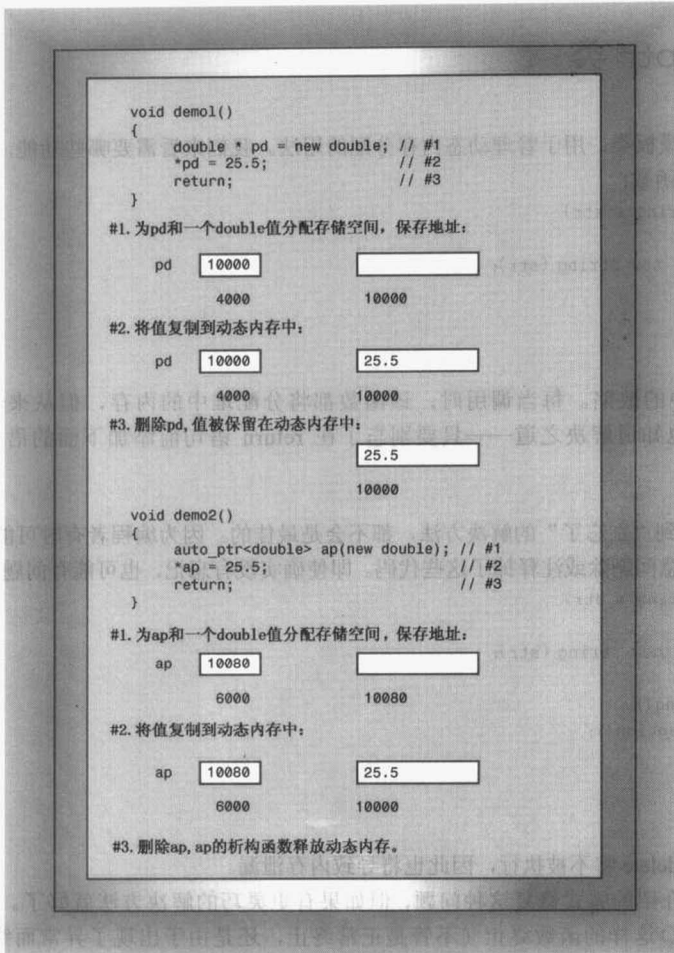 void demo1()
{
double * pd = new double; // #1
*pd = 25.5; // #2
return; // #3
}
#1. 为pd和一个double值分配存储空间，保存地址：
pd 10000
4000 10000
#2. 将值复制到动态内存中：
pd 10000 25.5
4000 10000
#3. 删除pd,值被保留在动态内存中：
25.5
10000
void demo2()
{
auto_ptr<double> ap(new double); // #1
*ap = 25.5; // #2
return; // #3
}
#1. 为ap和一个double值分配存储空间，保存地址：
ap 10080
6000 10080
#2. 将值复制到动态内存中：
ap 10080 25.5
6000 10000
#3. 删除ap,ap的析构函数释放动态内存。